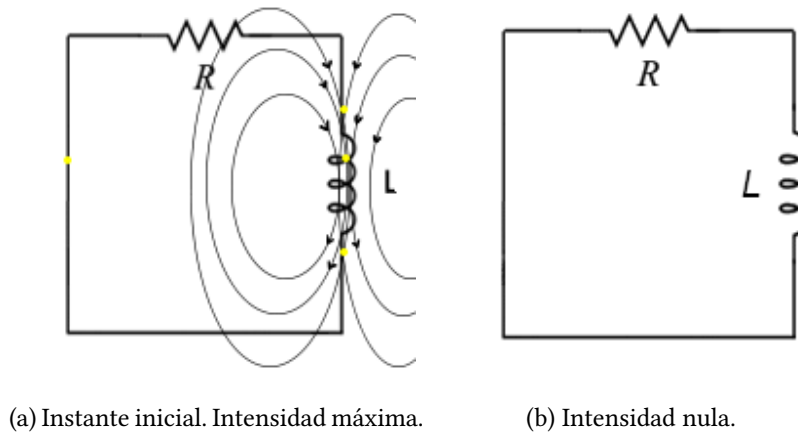 R
L
R
L
(a) Instante inicial. Intensidad máxima.
(b) Intensidad nula.